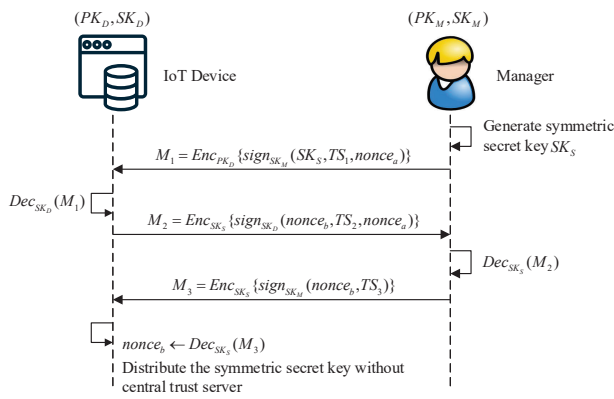 (PK_D, SK_D)
(PK_M, SK_M)
IoT Device
Manager
Generate symmetric
secret key SK_S
M_1 = Enc_{PK_D}{sign_{SK_M}(SK_S, TS_1, nonce_a)}
Dec_{SK_D}(M_1)
M_2 = Enc_{SK_S}{sign_{SK_D}(nonce_b, TS_2, nonce_a)}
Dec_{SK_S}(M_2)
M_3 = Enc_{SK_S}{sign_{SK_M}(nonce_b, TS_3)}
nonce_b ← Dec_{SK_S}(M_3)
Distribute the symmetric secret key without
central trust server